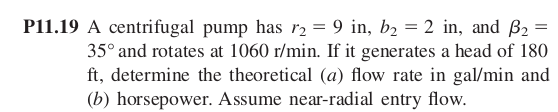 P11.19 A centrifugal pump has r₂ = 9 in, b₂ = 2 in, and β₂ =
35° and rotates at 1060 r/min. If it generates a head of 180
ft, determine the theoretical (a) flow rate in gal/min and
(b) horsepower. Assume near-radial entry flow.